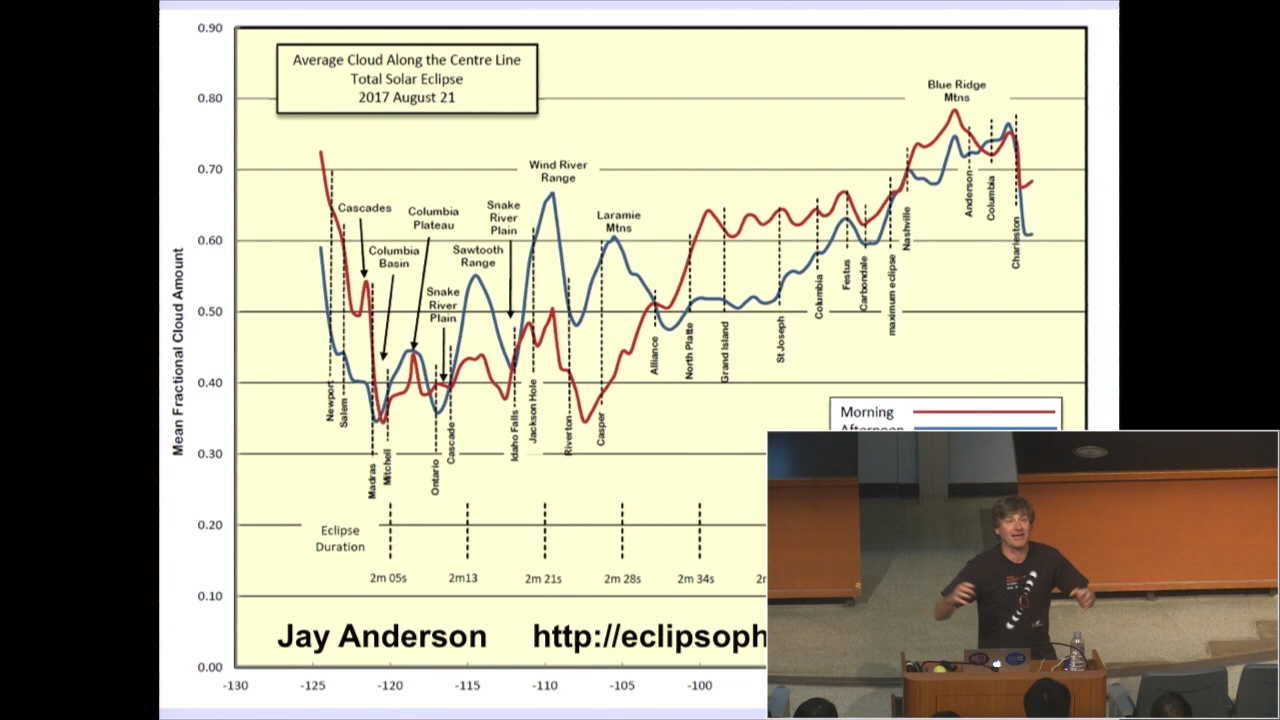 0.90
Average Cloud Along the Centre Line
Total Solar Eclipse
2017 August 21
0.80
Blue Ridge
Mtns
0.70
Wind River
Range
Cascades
Columbia
Plateau
Snake
River
Plain
Laramie
Mtns
Anderson
Columbia
Nashville
Charleston
0.60
Columbia
Basin
Sawtooth
Range
Festus
Carbondale
maximum eclipse
Columbia
Snake
River
Plain
0.50
Mean Fractional Cloud Amount
Alliance
North Platte
Grand Island
St Joseph
0.40
Newport
Salem
Jackson Hole
Idaho Falls
Riverton
Casper
Cascade
Madras
Mitchell
Ontario
Morning
Afternoon
0.30
0.20
Eclipse
Duration
2m 05s
2m13
2m 21s
2m 28s
2m 34s
0.10
Jay Anderson http://eclipsoph
0.00
-130
-125
-120
-115
-110
-105
-100